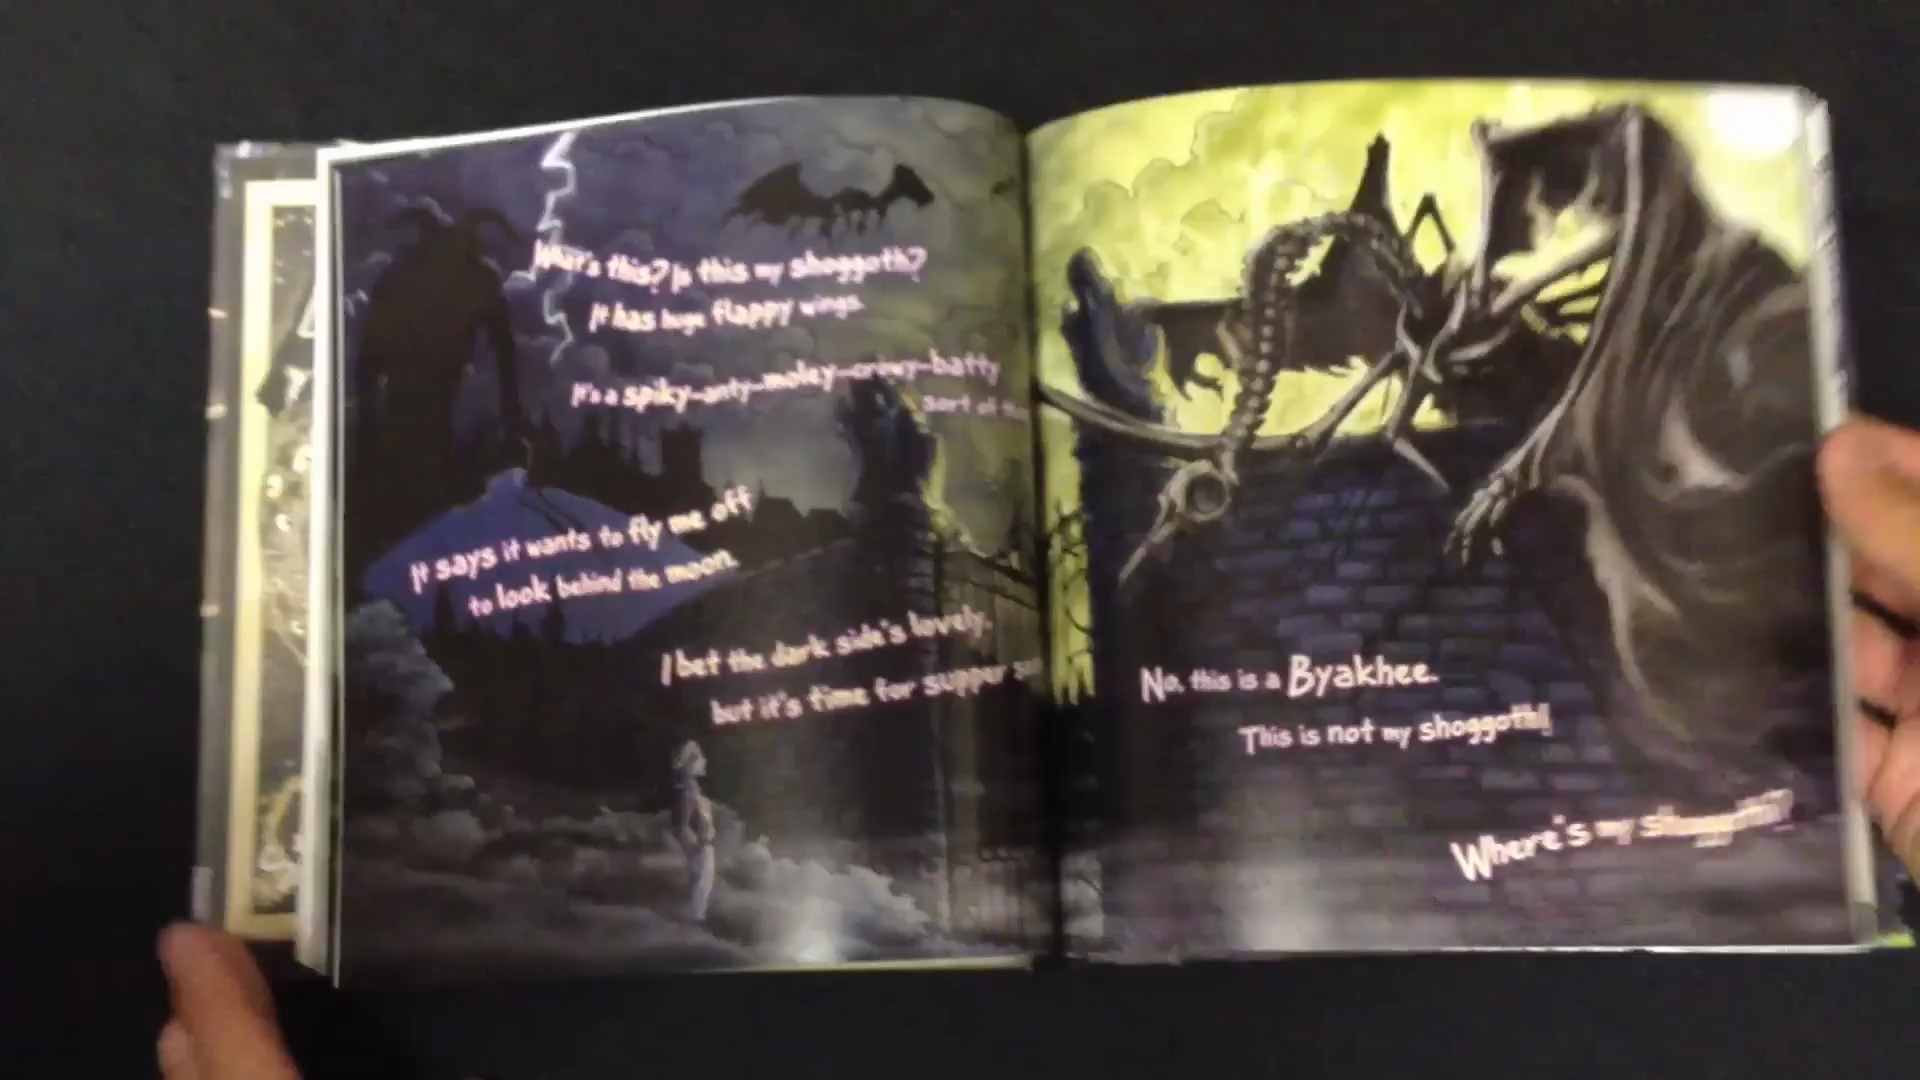 What's this? Is this my shoggoth?
It has huge flappy wings.
It's a spiky-anty-moley-crowy-batty
sort of
It says it wants to fly me off
to look behind the moon.
I bet the dark side's lovely,
but it's time for supper
No, this is a Byakhee.
This is not my shoggoth!
Where's my shoggoth?